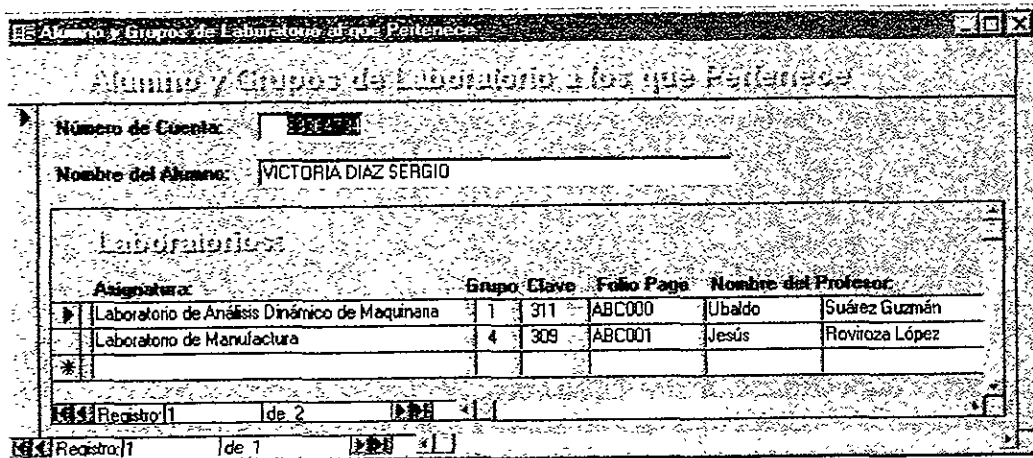 Alumno y Grupos de Laboratorio al que Pertenece
Alumno y Grupos de Laboratorio a los que Pertenece
Número de Cuenta:
Nombre del Alumno: VICTORIA DIAZ SERGIO
Laboratorios:
Asignatura: Grupo Clave Folio Pago Nombre del Profesor:
Laboratorio de Análisis Dinámico de Maquinaria 1 311 ABC000 Ubaldo Suárez Guzmán
Laboratorio de Manufactura 4 309 ABC001 Jesús Roviroza López
Registro: 1 de 2
Registro: 1 de 1